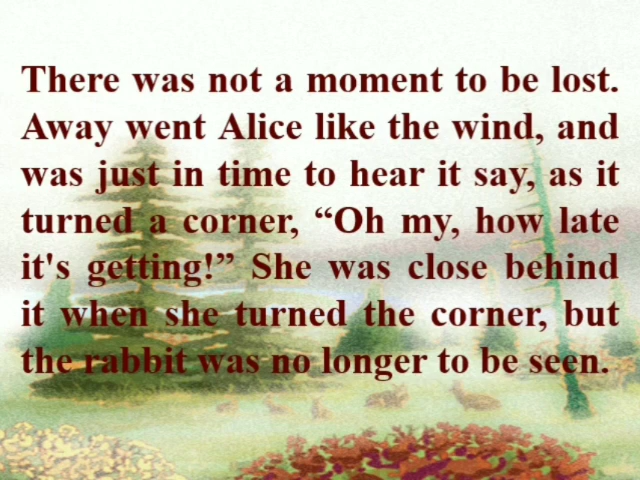 There was not a moment to be lost.
Away went Alice like the wind, and
was just in time to hear it say, as it
turned a corner, “Oh my, how late
it's getting!” She was close behind
it when she turned the corner, but
the rabbit was no longer to be seen.